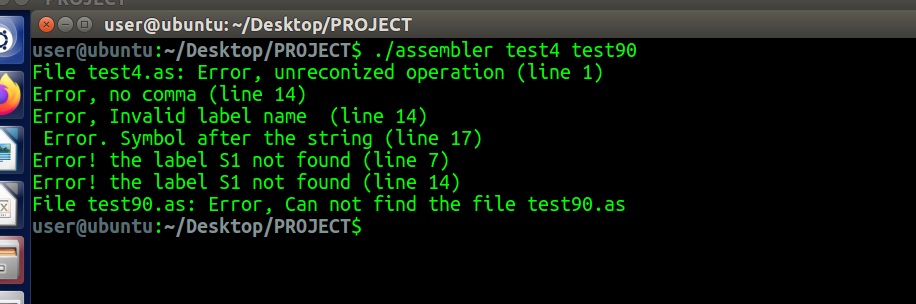 PROJECT
user@ubuntu: ~/Desktop/PROJECT
user@ubuntu:~/Desktop/PROJECT$ ./assembler test4 test90
File test4.as: Error, unreconized operation (line 1)
Error, no comma (line 14)
Error, Invalid label name  (line 14)
 Error. Symbol after the string (line 17)
Error! the label S1 not found (line 7)
Error! the label S1 not found (line 14)
File test90.as: Error, Can not find the file test90.as
user@ubuntu:~/Desktop/PROJECT$